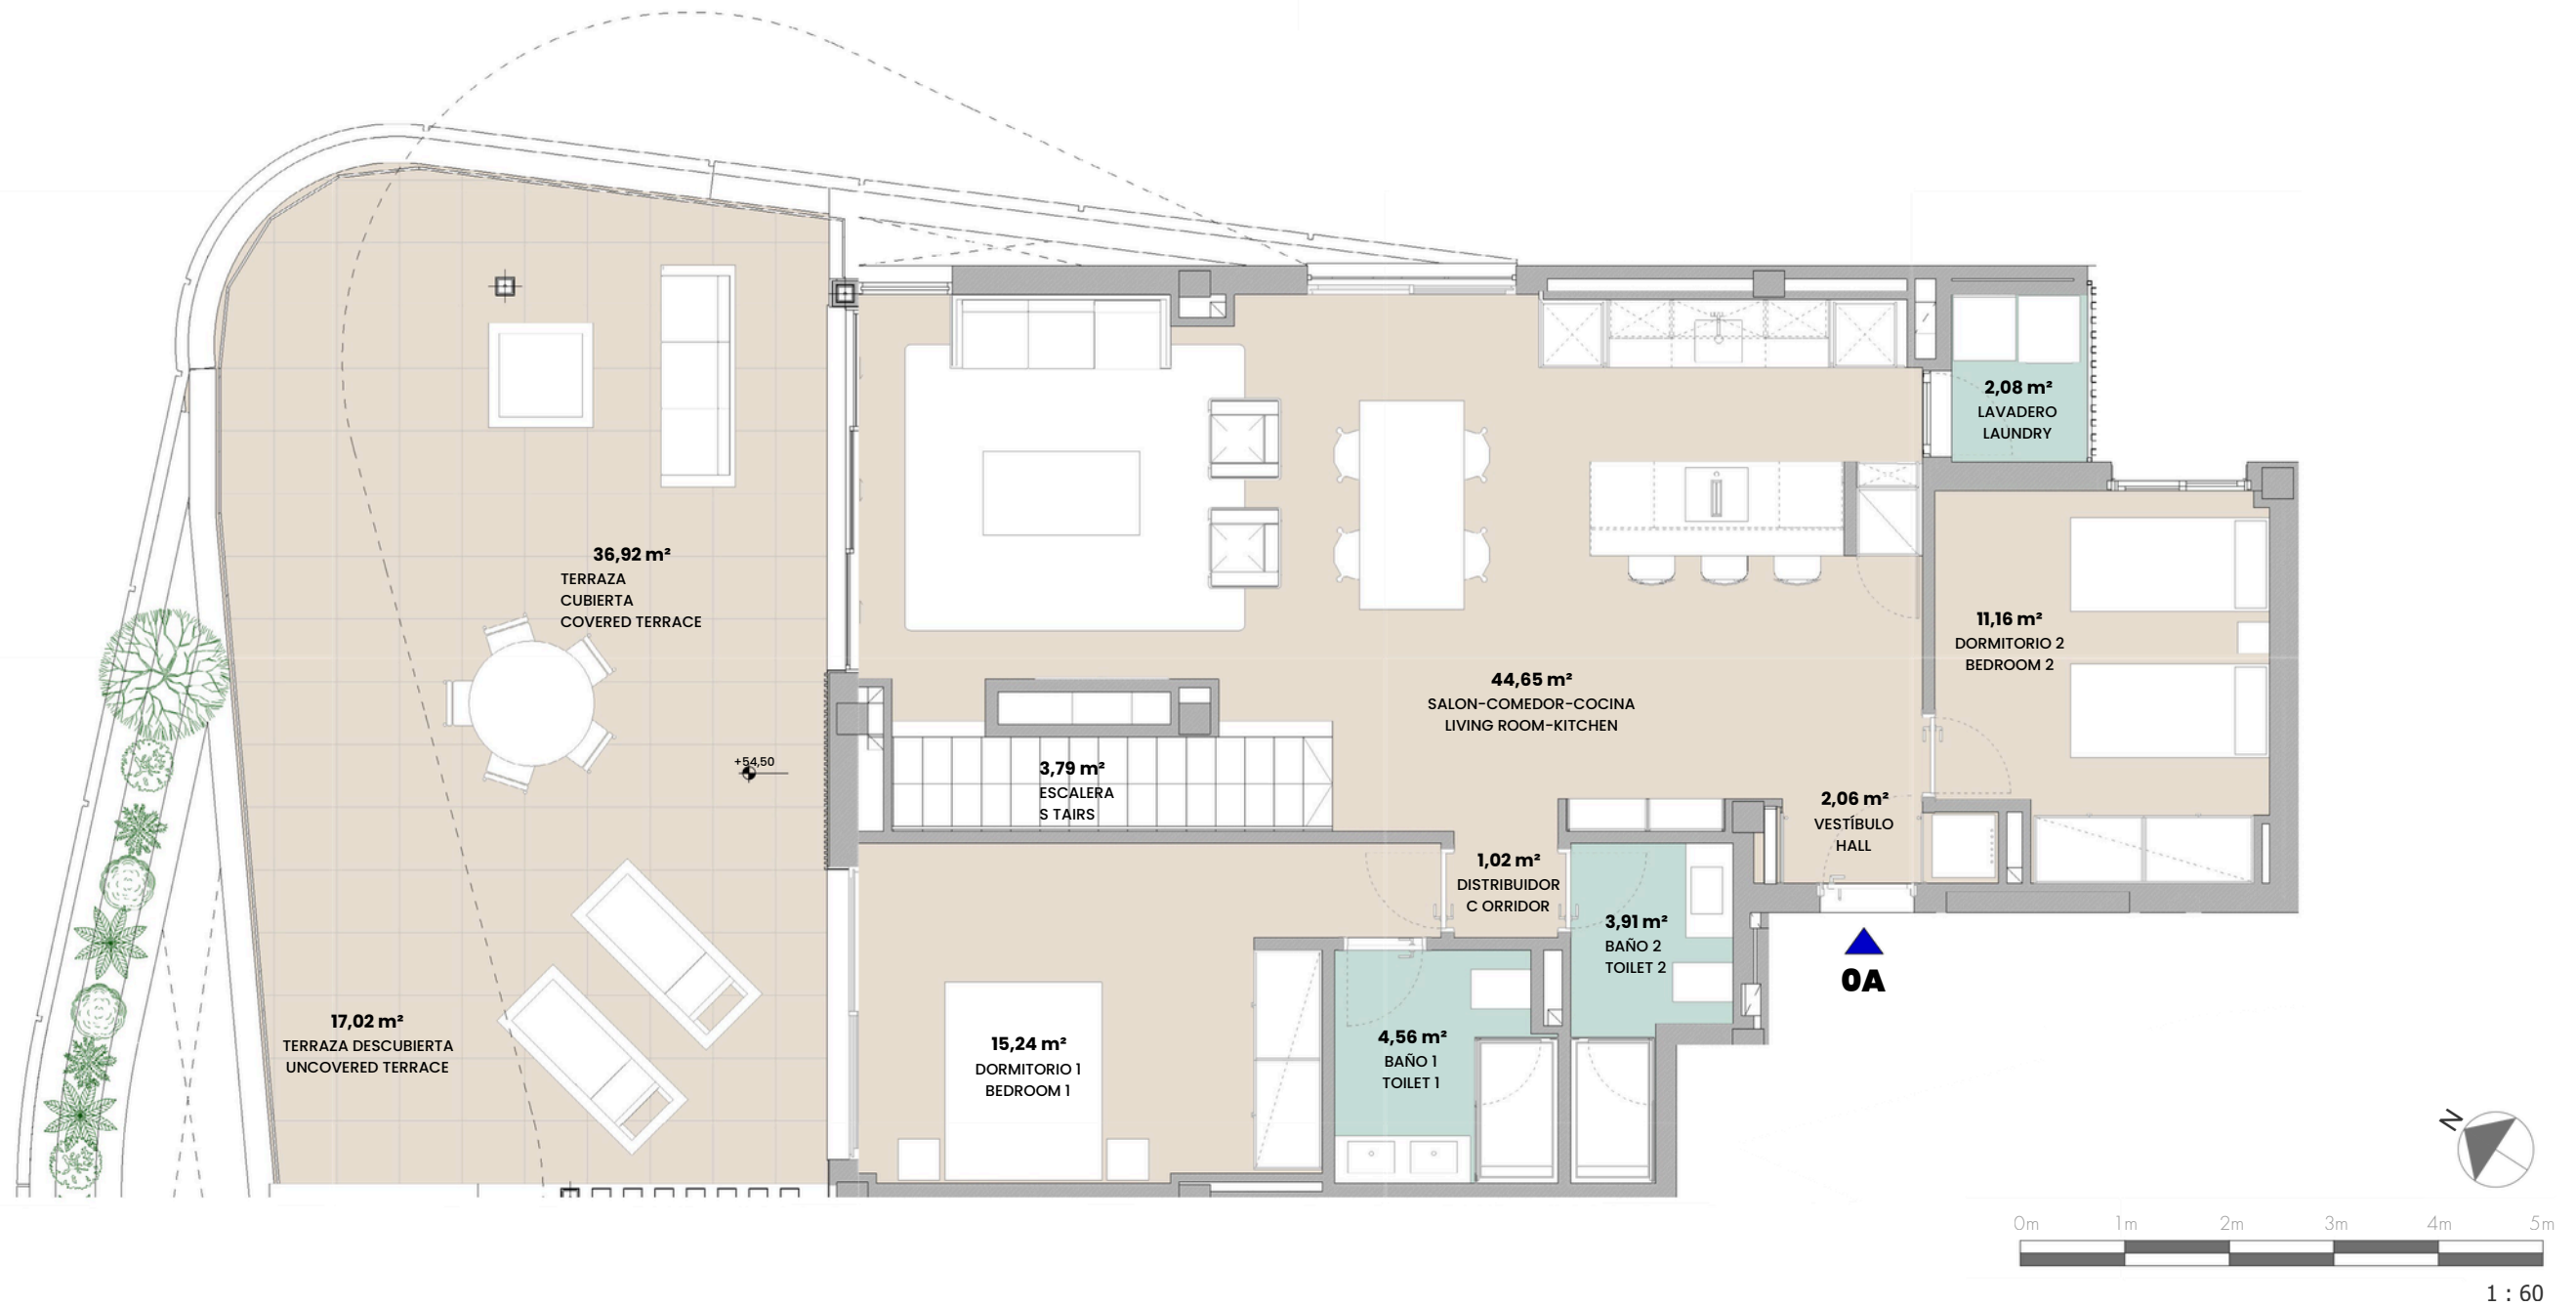 2,08 m²
LAVADERO
LAUNDRY
36,92 m²
TERRAZA
CUBIERTA
COVERED TERRACE
11,16 m²
DORMITORIO 2
BEDROOM 2
44,65 m²
SALON-COMEDOR-COCINA
LIVING ROOM-KITCHEN
+54,50
3,79 m²
ESCALERA
S TAIRS
2,06 m²
VESTÍBULO
HALL
1,02 m²
DISTRIBUIDOR
C ORRIDOR
3,91 m²
BAÑO 2
TOILET 2
0A
17,02 m²
TERRAZA DESCUBIERTA
UNCOVERED TERRACE
15,24 m²
DORMITORIO 1
BEDROOM 1
4,56 m²
BAÑO 1
TOILET 1
N
0m 1m 2m 3m 4m 5m
1 : 60